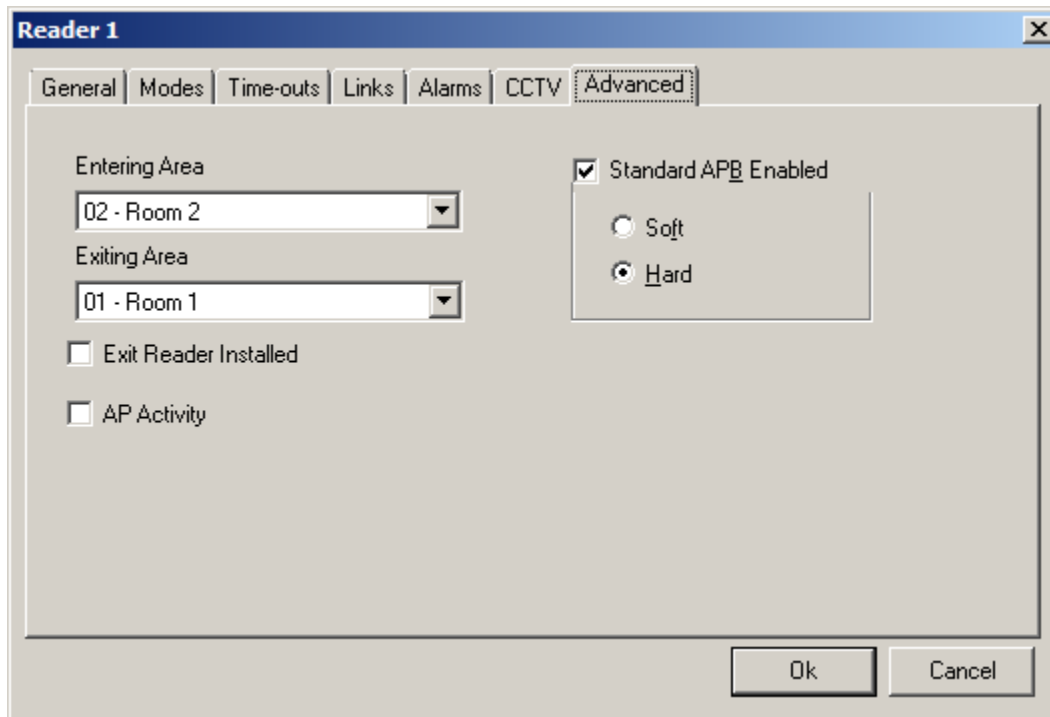 Reader 1
General Modes Time-outs Links Alarms CCTV Advanced
Entering Area
02 - Room 2
Exiting Area
01 - Room 1
Exit Reader Installed
AP Activity
Standard APB Enabled
Soft
Hard
Ok Cancel